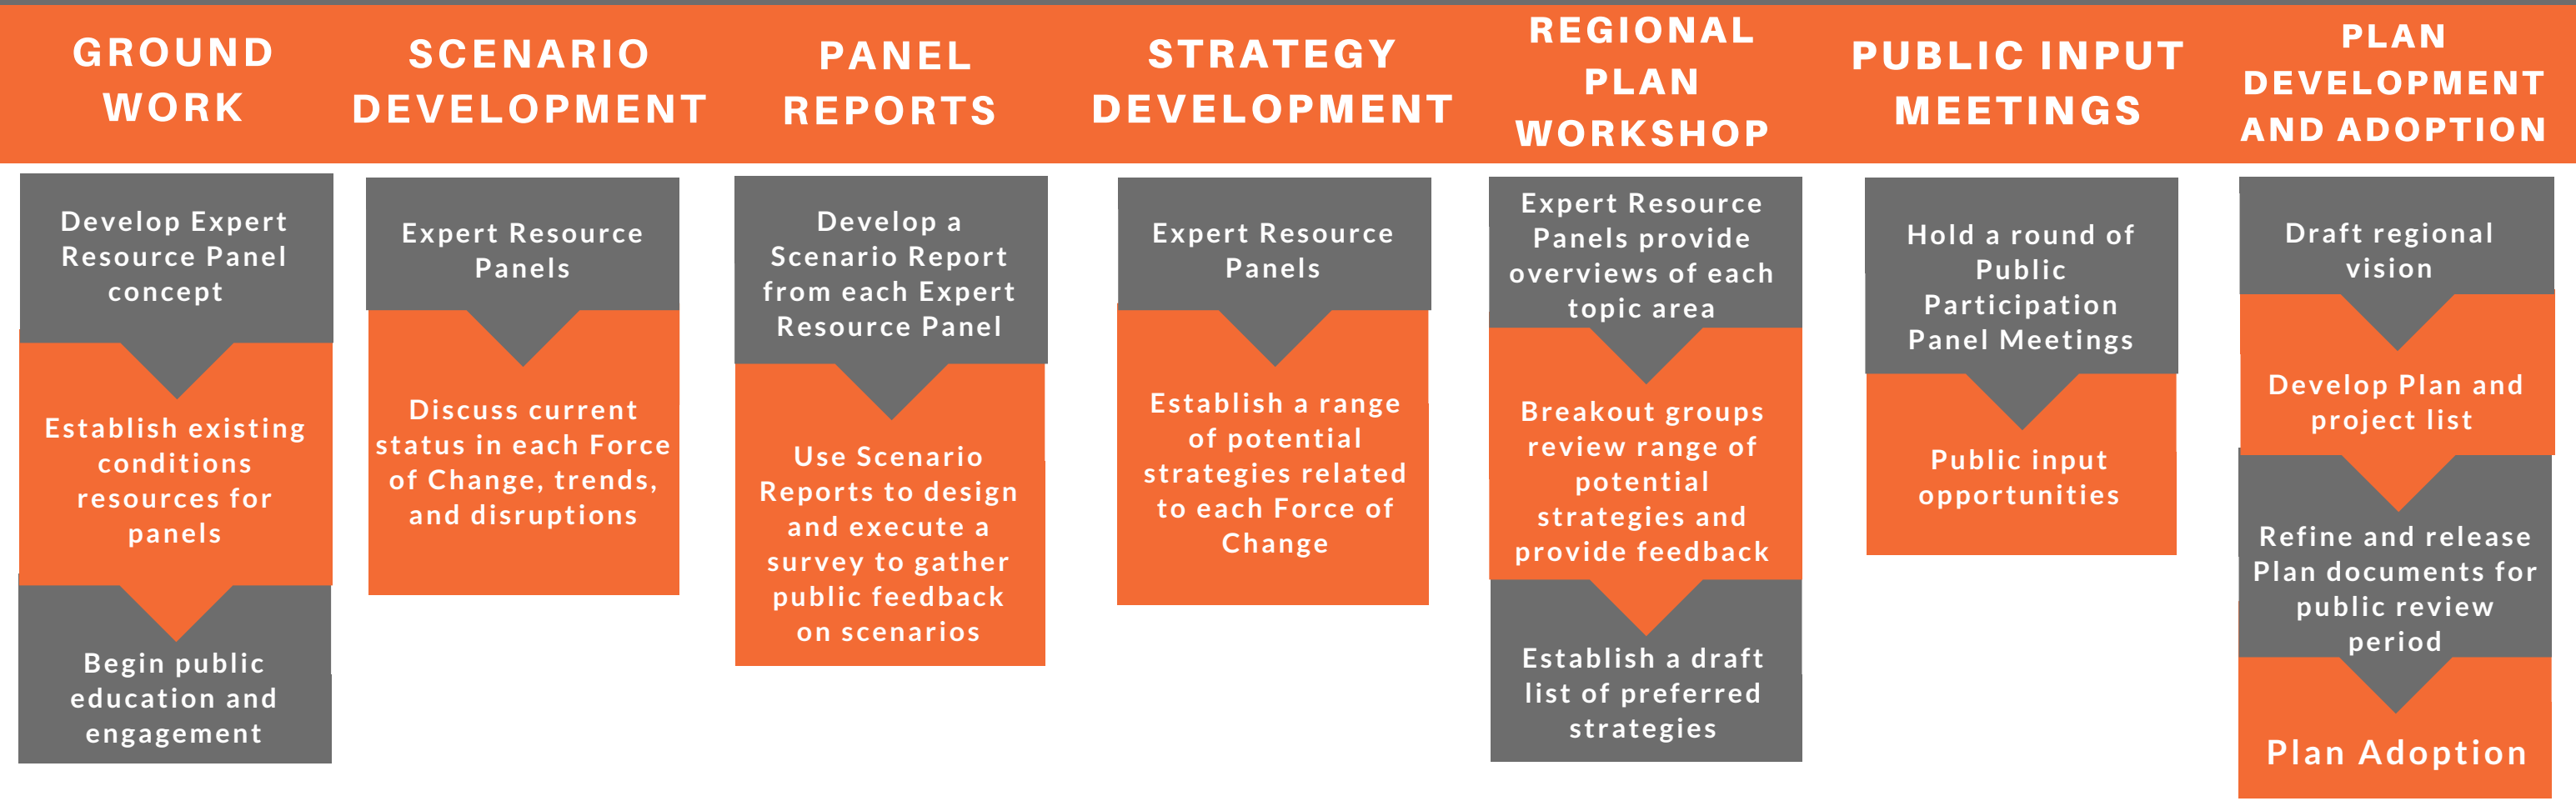 GROUND
WORK
Develop Expert
Resource Panel
concept
Establish existing
conditions
resources for
panels
Begin public
education and
engagement
SCENARIO
DEVELOPMENT
Expert Resource
Panels
Discuss current
status in each Force
of Change, trends,
and disruptions
PANEL
REPORTS
Develop a
Scenario Report
from each Expert
Resource Panel
Use Scenario
Reports to design
and execute a
survey to gather
public feedback
on scenarios
STRATEGY
DEVELOPMENT
Expert Resource
Panels
Establish a range
of potential
strategies related
to each Force of
Change
REGIONAL
PLAN
WORKSHOP
Expert Resource
Panels provide
overviews of each
topic area
Breakout groups
review range of
potential
strategies and
provide feedback
Establish a draft
list of preferred
strategies
PUBLIC INPUT
MEETINGS
Hold a round of
Public
Participation
Panel Meetings
Public input
opportunities
PLAN
DEVELOPMENT
AND ADOPTION
Draft regional
vision
Develop Plan and
project list
Refine and release
Plan documents for
public review
period
Plan Adoption